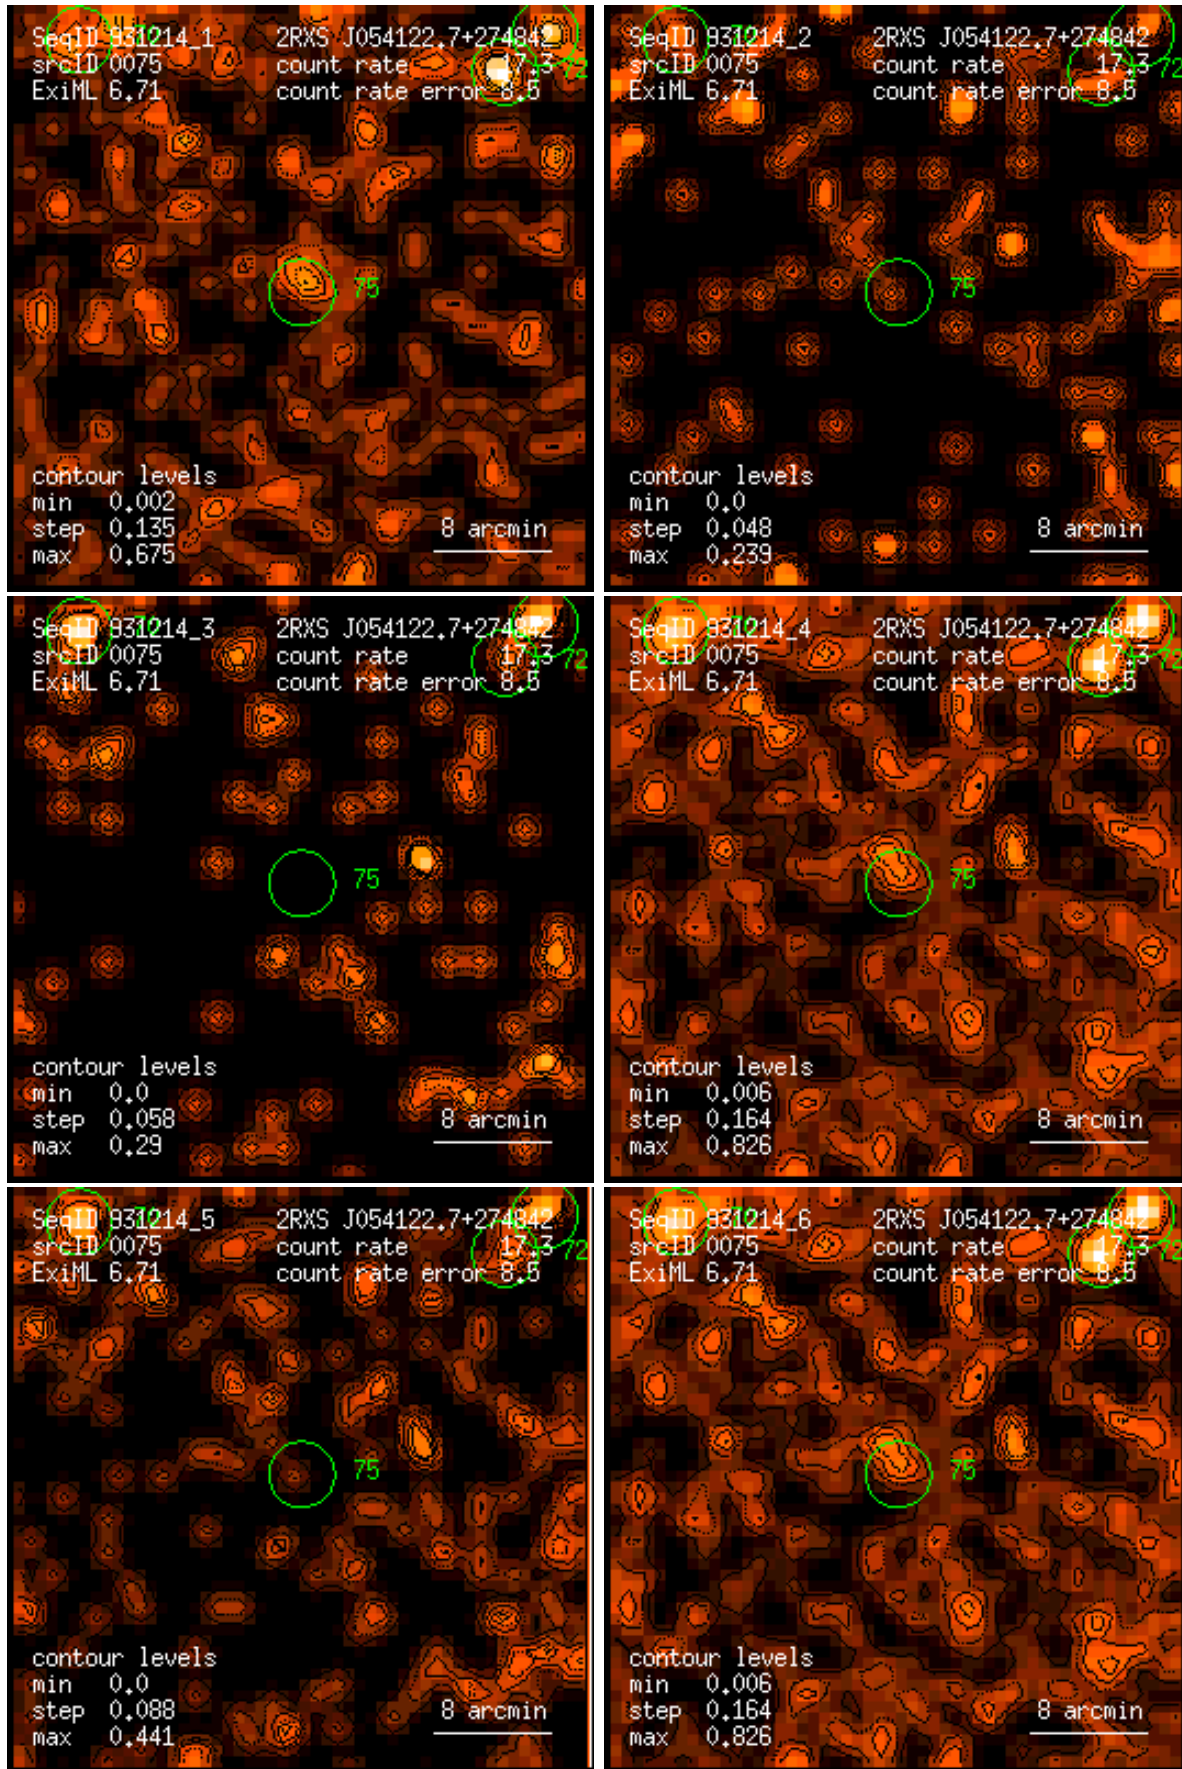 SeqID 931214_1 2RXS J054122.7+274842
srcID 0075 count rate 17.3 72
ExiML 6.71 count rate error 8.5
75
contour levels
min 0.002
step 0.135 8 arcmin
max 0.675
SeqID 931214_2 2RXS J054122.7+274842
srcID 0075 count rate 17.3 72
ExiML 6.71 count rate error 8.5
75
contour levels
min 0.0
step 0.048 8 arcmin
max 0.239
SeqID 931214_3 2RXS J054122.7+274842
srcID 0075 count rate 17.3 72
ExiML 6.71 count rate error 8.5
75
contour levels
min 0.0
step 0.058 8 arcmin
max 0.29
SeqID 931214_4 2RXS J054122.7+274842
srcID 0075 count rate 17.3 72
ExiML 6.71 count rate error 8.5
75
contour levels
min 0.006
step 0.164 8 arcmin
max 0.826
SeqID 931214_5 2RXS J054122.7+274842
srcID 0075 count rate 17.3 72
ExiML 6.71 count rate error 8.5
75
contour levels
min 0.0
step 0.088 8 arcmin
max 0.441
SeqID 931214_6 2RXS J054122.7+274842
srcID 0075 count rate 17.3 72
ExiML 6.71 count rate error 8.5
75
contour levels
min 0.006
step 0.164 8 arcmin
max 0.826